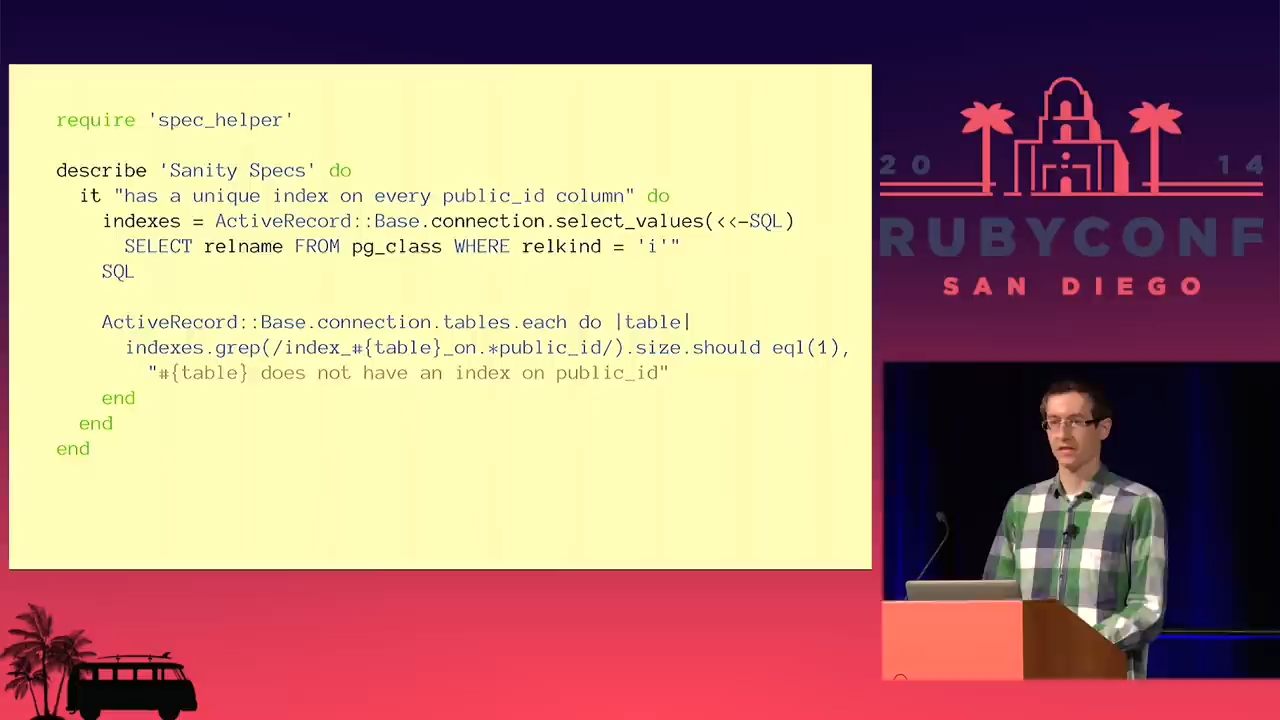 require 'spec_helper'
describe 'Sanity Specs' do
it "has a unique index on every public_id column" do
indexes = ActiveRecord::Base.connection.select_values(<<-SQL)
SELECT relname FROM pg_class WHERE relkind = 'i'"
SQL
ActiveRecord::Base.connection.tables.each do |table|
indexes.grep(/index_#{table}_on.*public_id/).size.should eql(1),
"#{table} does not have an index on public_id"
end
end
end
20 14
RUBYCONF
SAN DIEGO